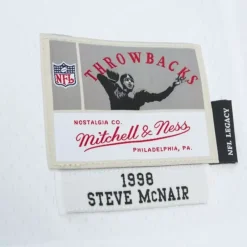 THROWBACKS
NFL
NOSTALGIA CO.
Mitchell & Ness
PHILADELPHIA, PA.
NFL LEGACY
1998
STEVE McNAIR